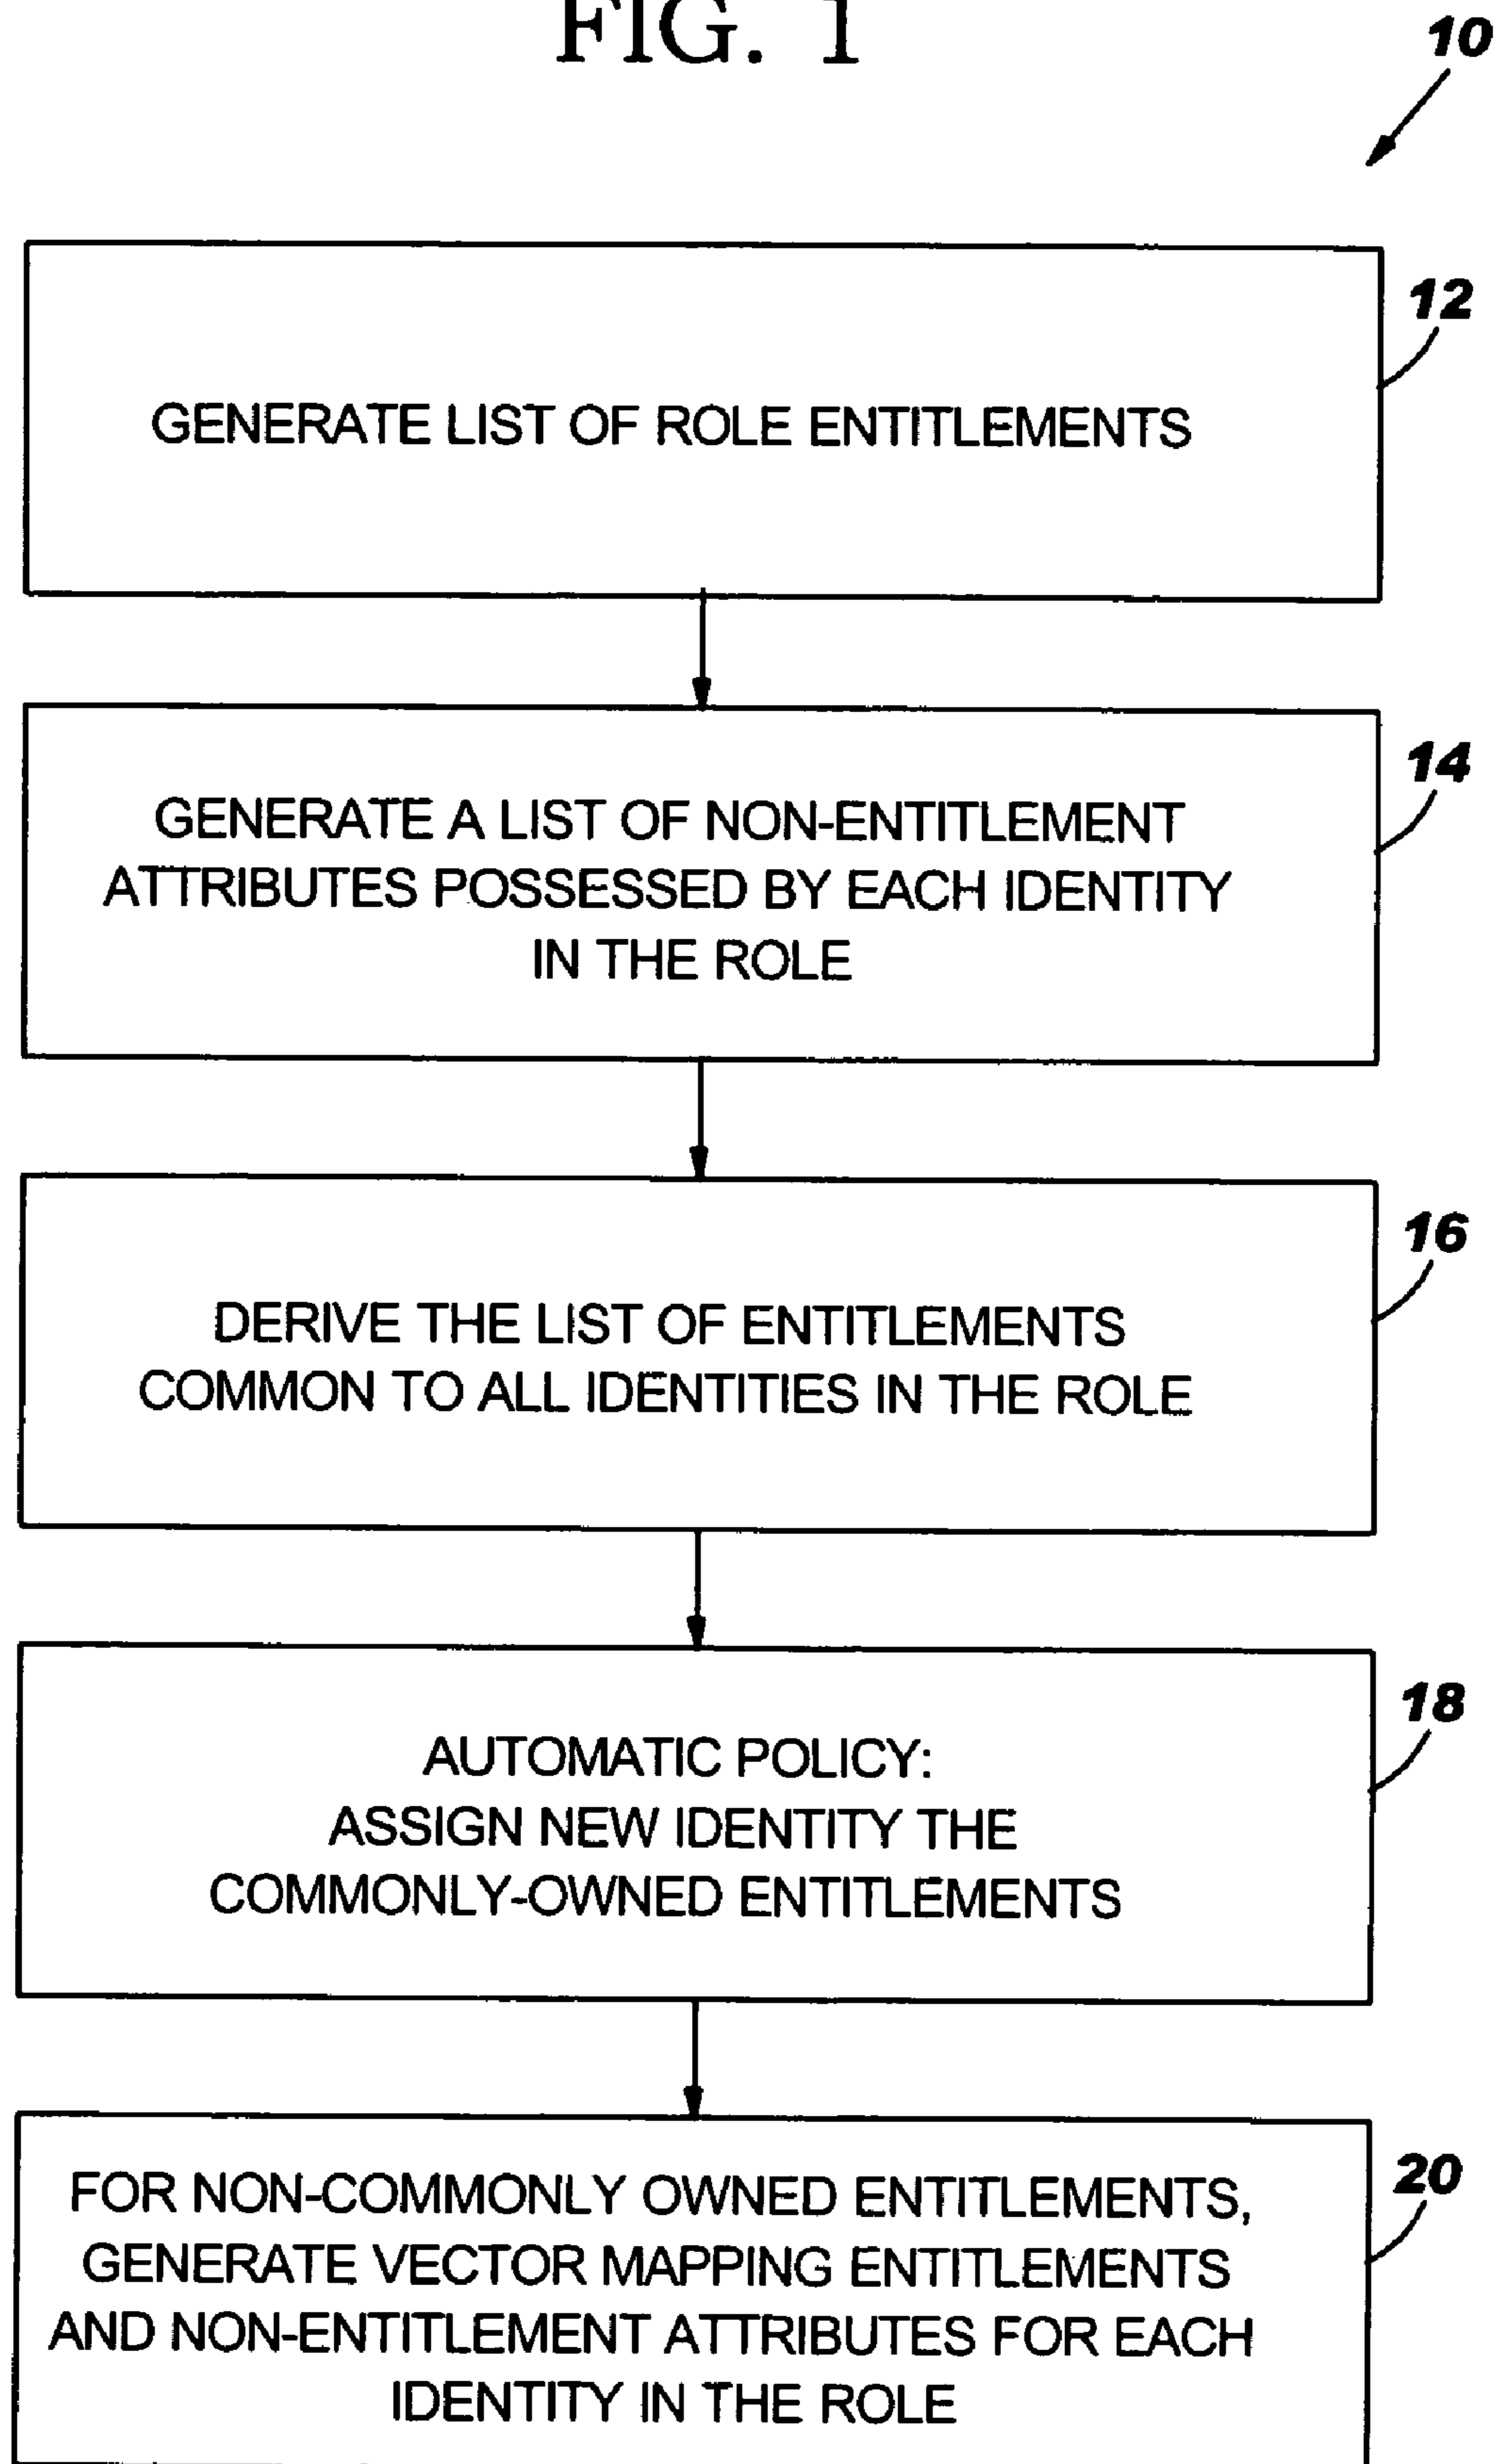 FIG. 1
10
12
GENERATE LIST OF ROLE ENTITLEMENTS
14
GENERATE A LIST OF NON-ENTITLEMENT
ATTRIBUTES POSSESSED BY EACH IDENTITY
IN THE ROLE
16
DERIVE THE LIST OF ENTITLEMENTS
COMMON TO ALL IDENTITIES IN THE ROLE
18
AUTOMATIC POLICY:
ASSIGN NEW IDENTITY THE
COMMONLY-OWNED ENTITLEMENTS
20
FOR NON-COMMONLY OWNED ENTITLEMENTS,
GENERATE VECTOR MAPPING ENTITLEMENTS
AND NON-ENTITLEMENT ATTRIBUTES FOR EACH
IDENTITY IN THE ROLE